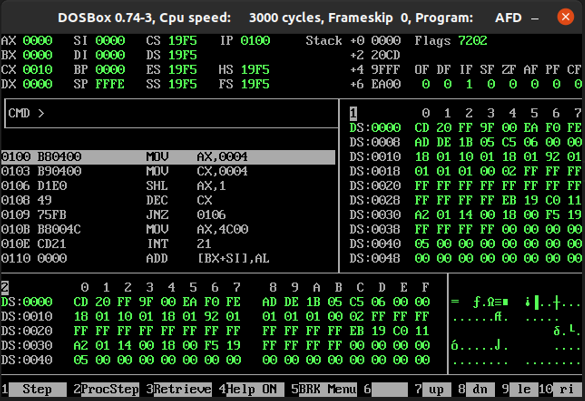 DOSBox 0.74-3, Cpu speed: 3000 cycles, Frameskip 0, Program: AFD
AX 0000 SI 0000 CS 19F5 IP 0100 Stack +0 0000 Flags 7202
BX 0000 DI 0000 DS 19F5 +2 20CD
CX 0010 BP 0000 ES 19F5 HS 19F5 +4 9FFF OF DF IF SF ZF AF PF CF
DX 0000 SP FFFE SS 19F5 FS 19F5 +6 EA00 0 0 1 0 0 0 0 0
CMD >
0100 B80400 MOV AX,0004
0103 B90400 MOV CX,0004
0106 D1E0 SHL AX,1
0108 49 DEC CX
0109 75FB JNZ 0106
010B B8004C MOV AX,4C00
010E CD21 INT 21
0110 0000 ADD [BX+SI],AL
1 0 1 2 3 4 5 6 7
DS:0000 CD 20 FF 9F 00 EA F0 FE
DS:0008 AD DE 1B 05 C5 06 00 00
DS:0010 18 01 10 01 18 01 92 01
DS:0018 01 01 01 00 02 FF FF FF
DS:0020 FF FF FF FF FF FF FF FF
DS:0028 FF FF FF FF EB 19 C0 11
DS:0030 A2 01 14 00 18 00 F5 19
DS:0038 FF FF FF FF 00 00 00 00
DS:0040 05 00 00 00 00 00 00 00
DS:0048 00 00 00 00 00 00 00 00
2 0 1 2 3 4 5 6 7 8 9 A B C D E F
DS:0000 CD 20 FF 9F 00 EA F0 FE AD DE 1B 05 C5 06 00 00
DS:0010 18 01 10 01 18 01 92 01 01 01 01 00 02 FF FF FF
DS:0020 FF FF FF FF FF FF FF FF FF FF FF FF EB 19 C0 11
DS:0030 A2 01 14 00 18 00 F5 19 FF FF FF FF 00 00 00 00
DS:0040 05 00 00 00 00 00 00 00 00 00 00 00 00 00 00 00
1 Step 2ProcStep 3Retrieve 4Help ON 5BRK Menu 6 7 up 8 dn 9 le 10 ri